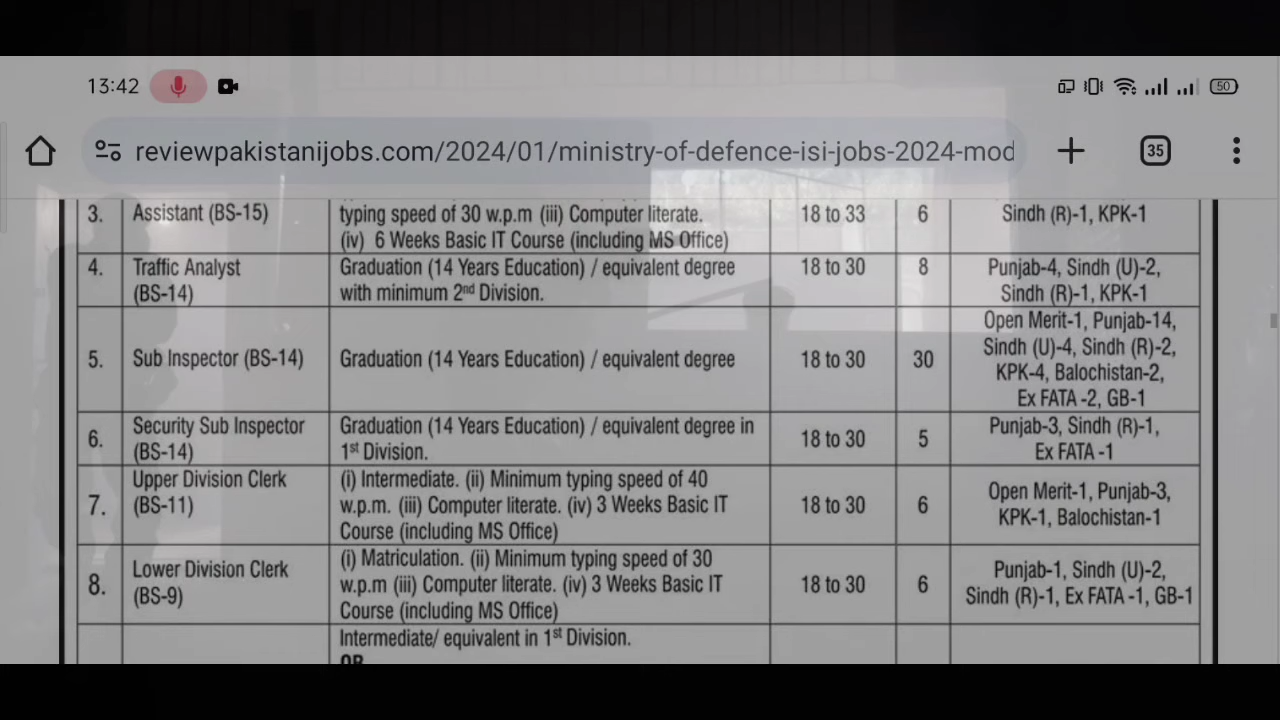 13:42
50
reviewpakistanijobs.com/2024/01/ministry-of-defence-isi-jobs-2024-mod
35
3. Assistant (BS-15) typing speed of 30 w.p.m (iii) Computer literate. 18 to 33 6 Sindh (R)-1, KPK-1
(iv) 6 Weeks Basic IT Course (including MS Office)
4. Traffic Analyst Graduation (14 Years Education) / equivalent degree 18 to 30 8 Punjab-4, Sindh (U)-2,
(BS-14) with minimum 2nd Division. Sindh (R)-1, KPK-1
Open Merit-1, Punjab-14,
5. Sub Inspector (BS-14) Graduation (14 Years Education) / equivalent degree 18 to 30 30 Sindh (U)-4, Sindh (R)-2,
KPK-4, Balochistan-2,
Ex FATA -2, GB-1
6. Security Sub Inspector Graduation (14 Years Education) / equivalent degree in 18 to 30 5 Punjab-3, Sindh (R)-1,
(BS-14) 1st Division. Ex FATA -1
7. Upper Division Clerk (i) Intermediate. (ii) Minimum typing speed of 40 18 to 30 6 Open Merit-1, Punjab-3,
(BS-11) w.p.m. (iii) Computer literate. (iv) 3 Weeks Basic IT KPK-1, Balochistan-1
Course (including MS Office)
8. Lower Division Clerk (i) Matriculation. (ii) Minimum typing speed of 30 18 to 30 6 Punjab-1, Sindh (U)-2,
(BS-9) w.p.m (iii) Computer literate. (iv) 3 Weeks Basic IT Sindh (R)-1, Ex FATA -1, GB-1
Course (including MS Office)
Intermediate/ equivalent in 1st Division.
OR